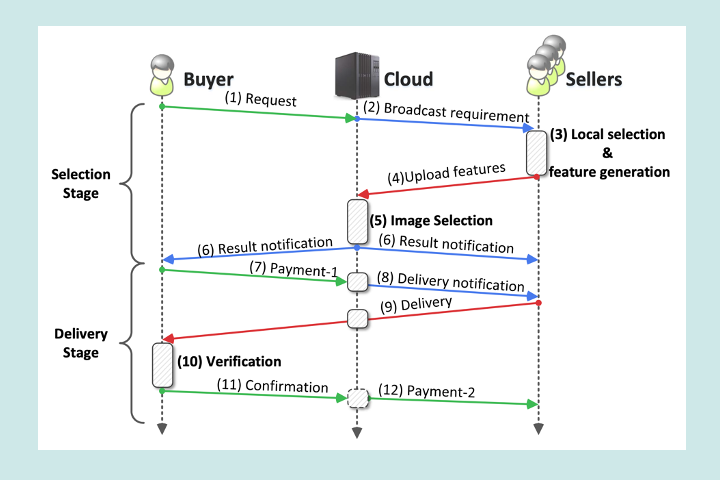 Buyer
Cloud
Sellers
(1) Request
(2) Broadcast requirement
(3) Local selection
&
feature generation
(4)Upload features
Selection
Stage
(5) Image Selection
(6) Result notification
(6) Result notification
(7) Payment-1
(8) Delivery notification
(9) Delivery
Delivery
Stage
(10) Verification
(11) Confirmation
(12) Payment-2